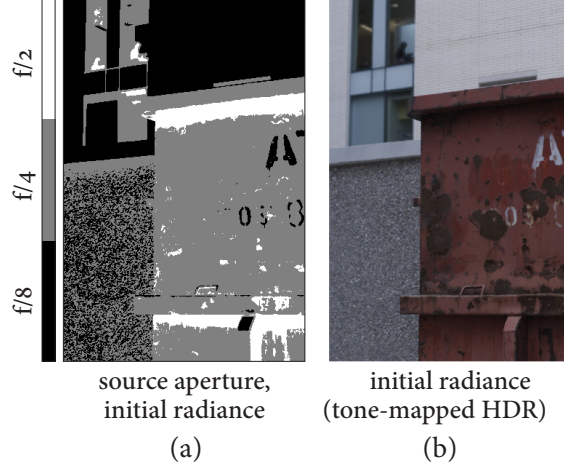 f/2
f/4
f/8
source aperture,
initial radiance
(a)
initial radiance
(tone-mapped HDR)
(b)